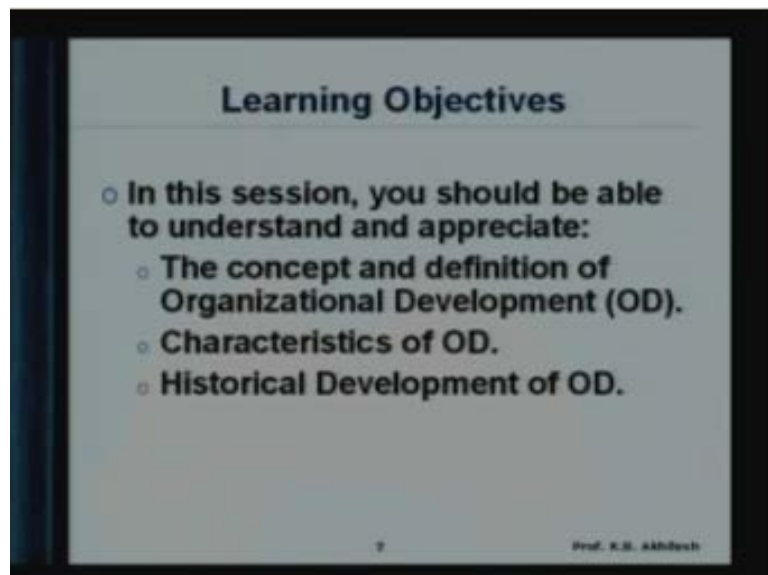 Learning Objectives
In this session, you should be able
to understand and appreciate:
The concept and definition of
Organizational Development (OD).
Characteristics of OD.
Historical Development of OD.
Prof. K.B. Akhilesh